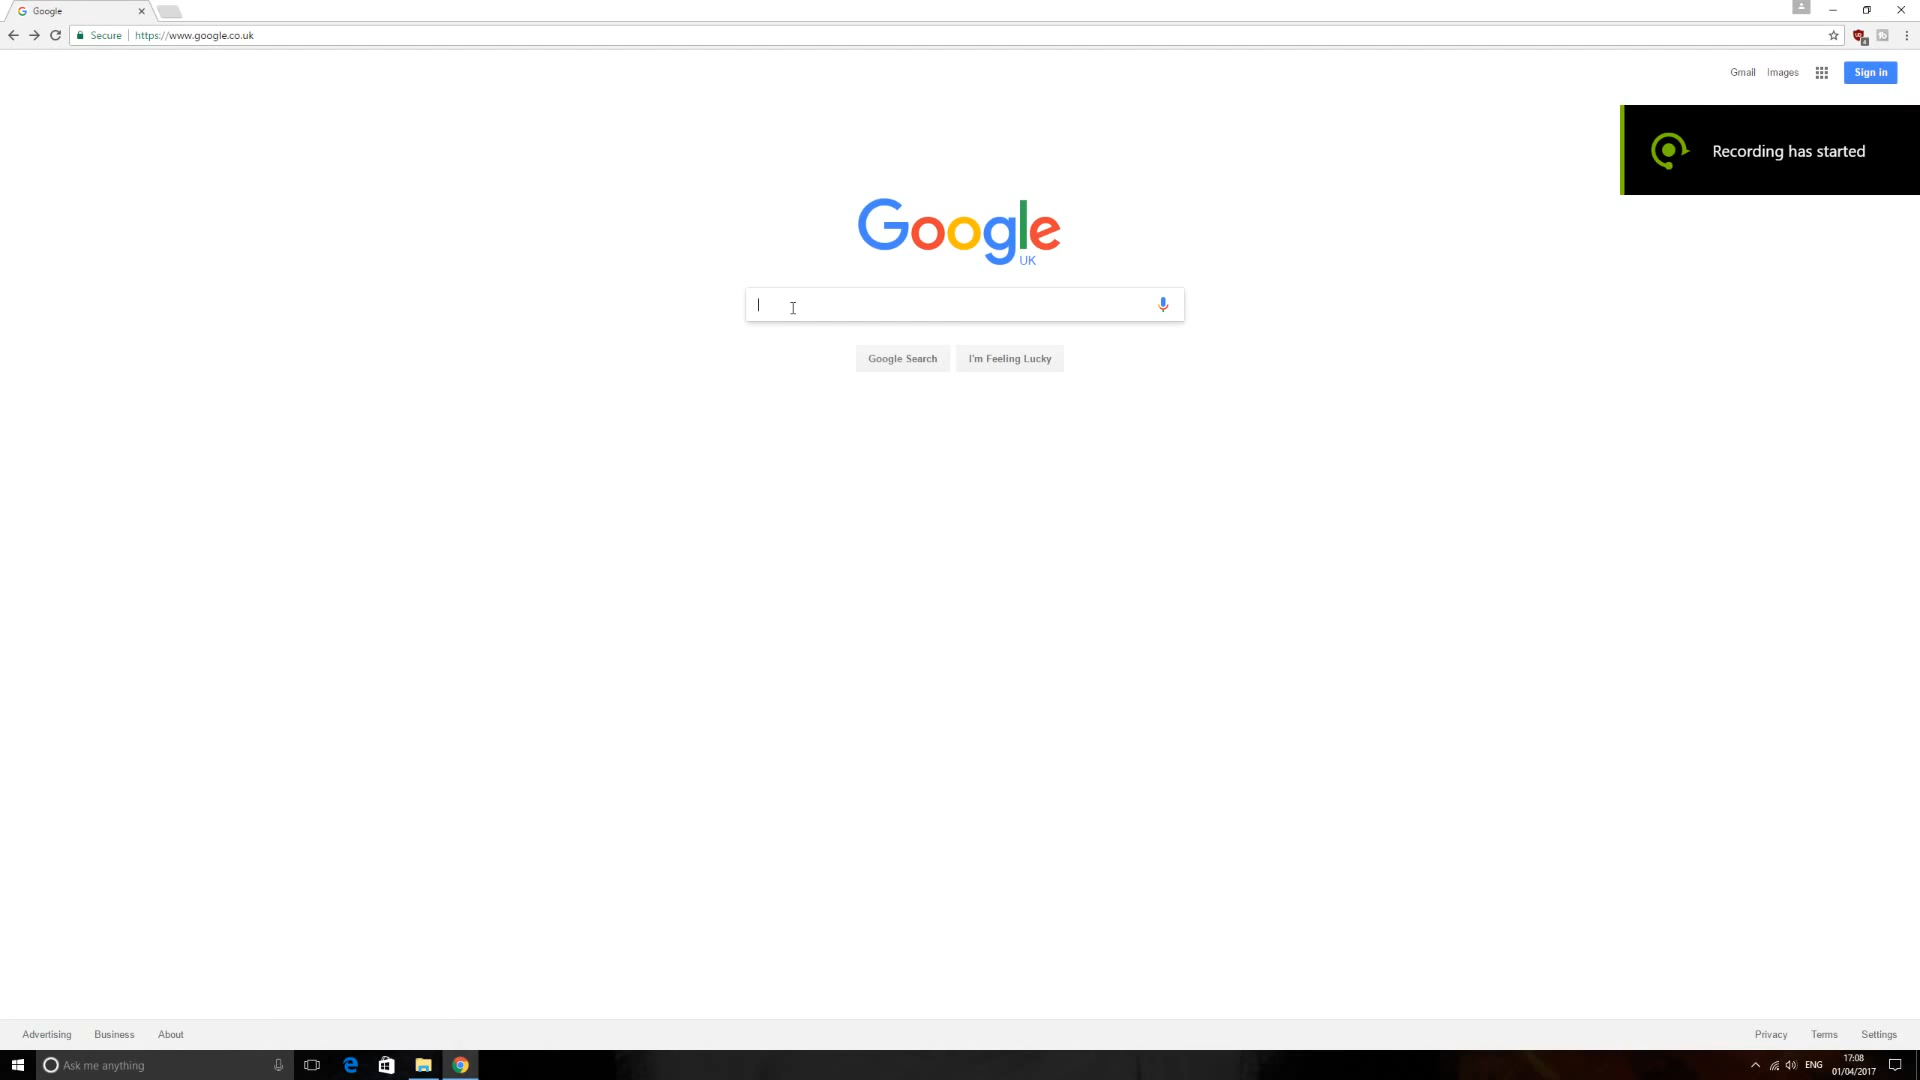 Google
Secure
https://www.google.co.uk
Gmail
Images
Sign in
Recording has started
Google
UK
Google Search
I'm Feeling Lucky
Advertising
Business
About
Privacy
Terms
Settings
Ask me anything
ENG
17:08
01/04/2017